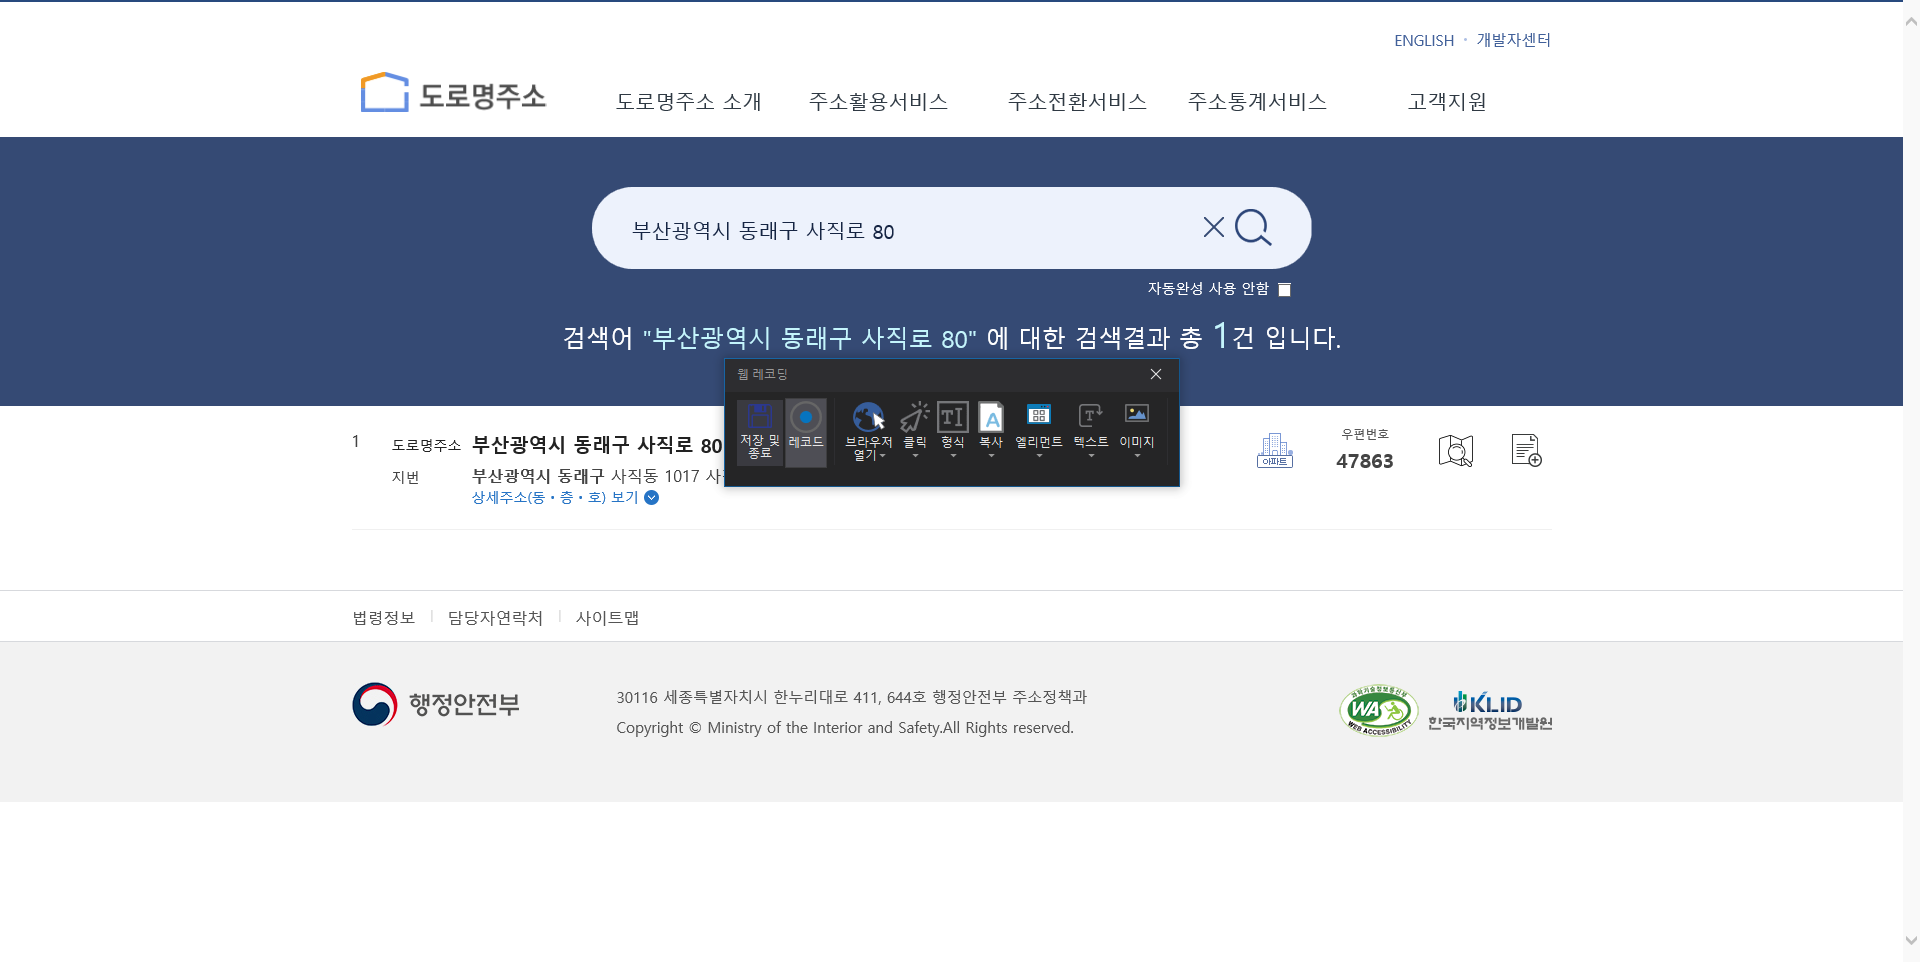 ENGLISH • 개발자센터
도로명주소
도로명주소 소개 주소활용서비스 주소전환서비스 주소통계서비스 고객지원
부산광역시 동래구 사직로 80
자동완성 사용 안함
검색어 "부산광역시 동래구 사직로 80" 에 대한 검색결과 총 1건 입니다.
웹 레코딩
저장 및 종료 레코드 브라우저 열기 클릭 형식 복사 엘리먼트 텍스트 이미지
1 도로명주소 부산광역시 동래구 사직로 80
지번 부산광역시 동래구 사직동 1017
상세주소(동•층•호) 보기
아파트
우편번호
47863
법령정보 담당자연락처 사이트맵
행정안전부
30116 세종특별자치시 한누리대로 411, 644호 행정안전부 주소정책과
Copyright © Ministry of the Interior and Safety.All Rights reserved.
과학기술정보통신부
WA
WEB ACCESSIBILITY
KLID
한국지역정보개발원